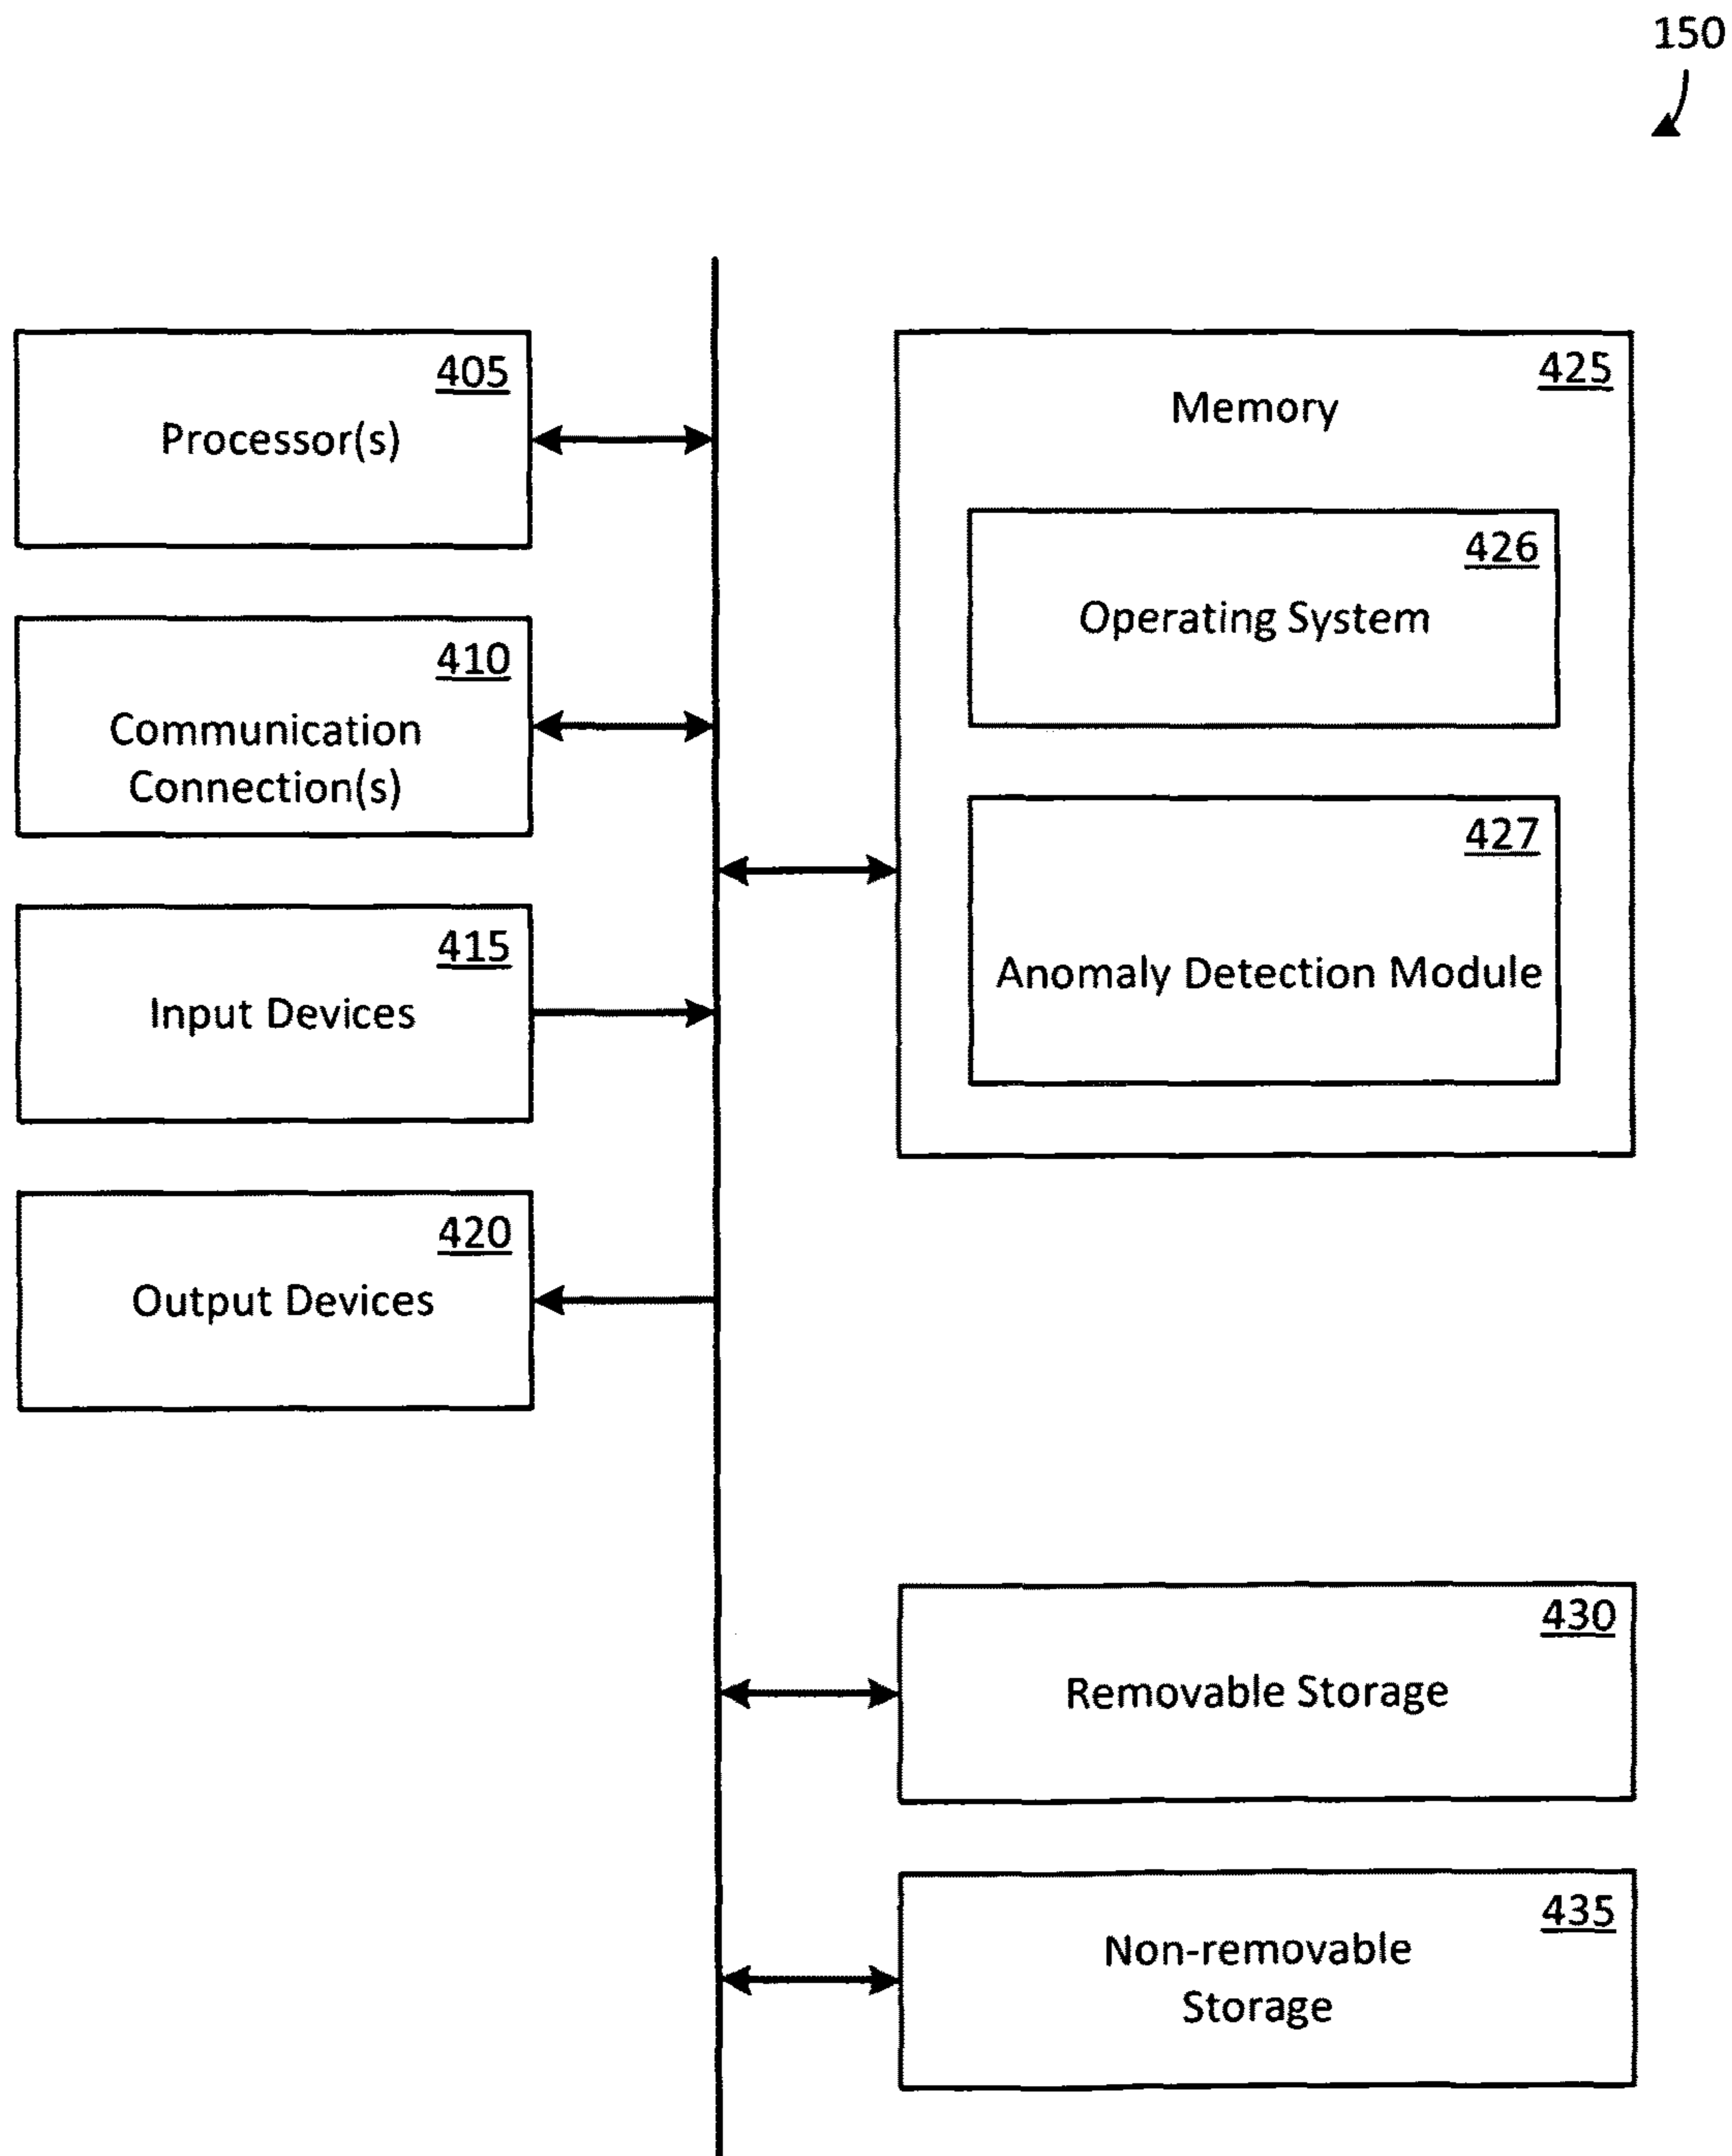 150
405
Processor(s)
410
Communication
Connection(s)
415
Input Devices
420
Output Devices
425
Memory
426
Operating System
427
Anomaly Detection Module
430
Removable Storage
435
Non-removable
Storage